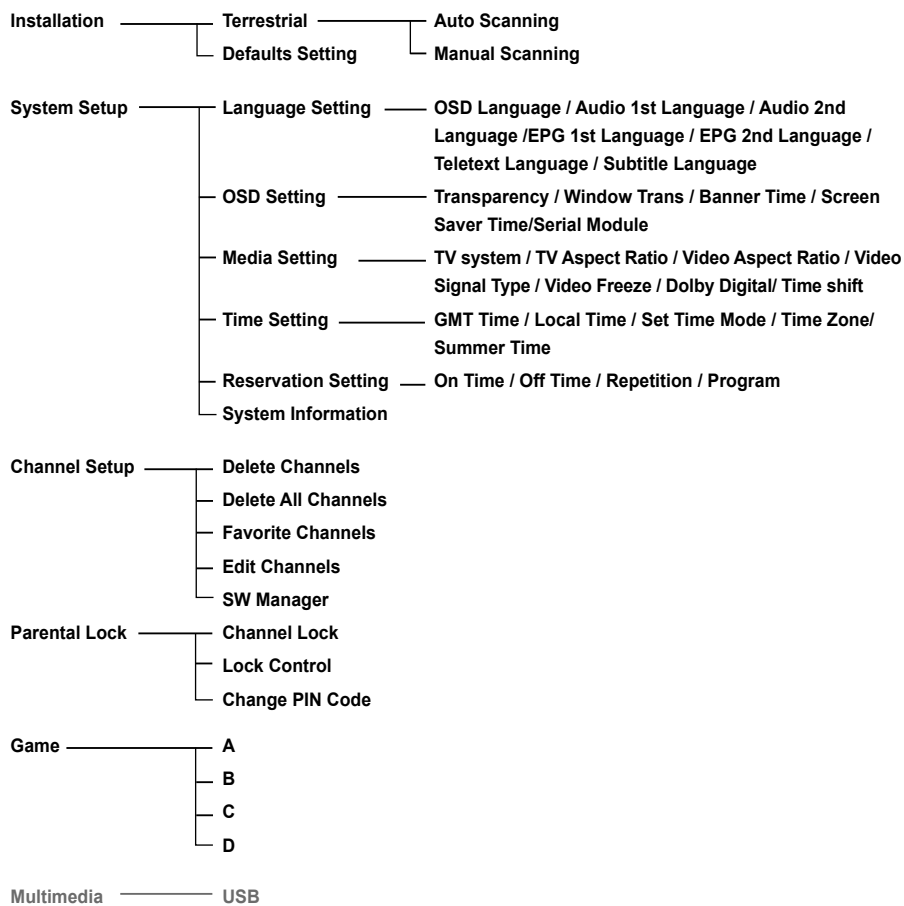 Installation Terrestrial Auto Scanning
Defaults Setting Manual Scanning
System Setup Language Setting OSD Language / Audio 1st Language / Audio 2nd
Language /EPG 1st Language / EPG 2nd Language /
Teletext Language / Subtitle Language
OSD Setting Transparency / Window Trans / Banner Time / Screen
Saver Time/Serial Module
Media Setting TV system / TV Aspect Ratio / Video Aspect Ratio / Video
Signal Type / Video Freeze / Dolby Digital/ Time shift
Time Setting GMT Time / Local Time / Set Time Mode / Time Zone/
Summer Time
Reservation Setting On Time / Off Time / Repetition / Program
System Information
Channel Setup Delete Channels
Delete All Channels
Favorite Channels
Edit Channels
SW Manager
Parental Lock Channel Lock
Lock Control
Change PIN Code
Game A
B
C
D
Multimedia USB